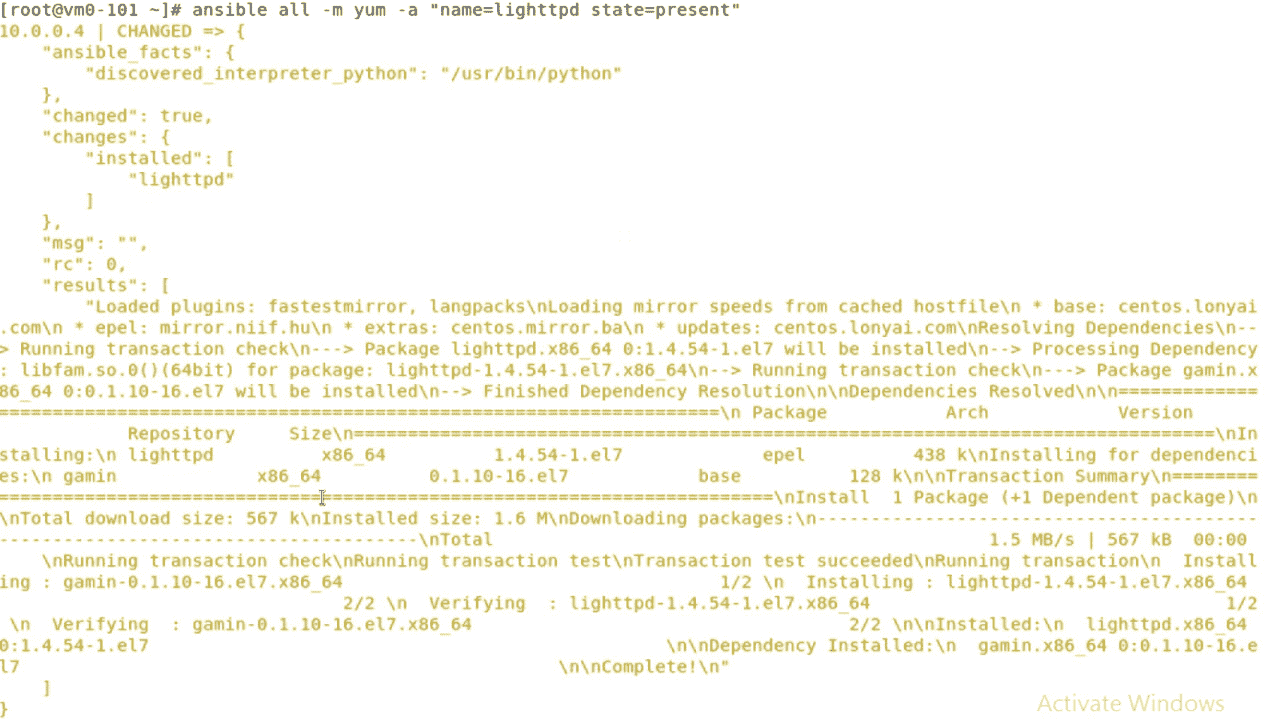 [root@vm0-101 ~]# ansible all -m yum -a "name=lighttpd state=present"
10.0.0.4 | CHANGED => {
    "ansible_facts": {
        "discovered_interpreter_python": "/usr/bin/python"
    },
    "changed": true,
    "changes": {
        "installed": [
            "lighttpd"
        ]
    },
    "msg": "",
    "rc": 0,
    "results": [
        "Loaded plugins: fastestmirror, langpacks\nLoading mirror speeds from cached hostfile\n * base: centos.lonyai
.com\n * epel: mirror.niif.hu\n * extras: centos.mirror.ba\n * updates: centos.lonyai.com\nResolving Dependencies\n--
> Running transaction check\n---> Package lighttpd.x86_64 0:1.4.54-1.el7 will be installed\n--> Processing Dependency
: libfam.so.0()(64bit) for package: lighttpd-1.4.54-1.el7.x86_64\n--> Running transaction check\n---> Package gamin.x
86_64 0:0.1.10-16.el7 will be installed\n--> Finished Dependency Resolution\n\nDependencies Resolved\n\n=============
===================================================================\n Package           Arch            Version
            Repository     Size\n================================================================================\nIn
stalling:\n lighttpd          x86_64          1.4.54-1.el7             epel          438 k\nInstalling for dependenci
es:\n gamin             x86_64          0.1.10-16.el7            base          128 k\n\nTransaction Summary\n========
========================================================================\nInstall  1 Package (+1 Dependent package)\n
\nTotal download size: 567 k\nInstalled size: 1.6 M\nDownloading packages:\n-----------------------------------------
---------------------------------------\nTotal                                              1.5 MB/s | 567 kB  00:00
    \nRunning transaction check\nRunning transaction test\nTransaction test succeeded\nRunning transaction\n  Install
ing : gamin-0.1.10-16.el7.x86_64                                   1/2 \n  Installing : lighttpd-1.4.54-1.el7.x86_64
                                2/2 \n  Verifying  : lighttpd-1.4.54-1.el7.x86_64                                 1/2
 \n  Verifying  : gamin-0.1.10-16.el7.x86_64                                   2/2 \n\nInstalled:\n  lighttpd.x86_64
0:1.4.54-1.el7                                                \n\nDependency Installed:\n  gamin.x86_64 0:0.1.10-16.e
l7                                                  \n\nComplete!\n"
    ]
}
Activate Windows